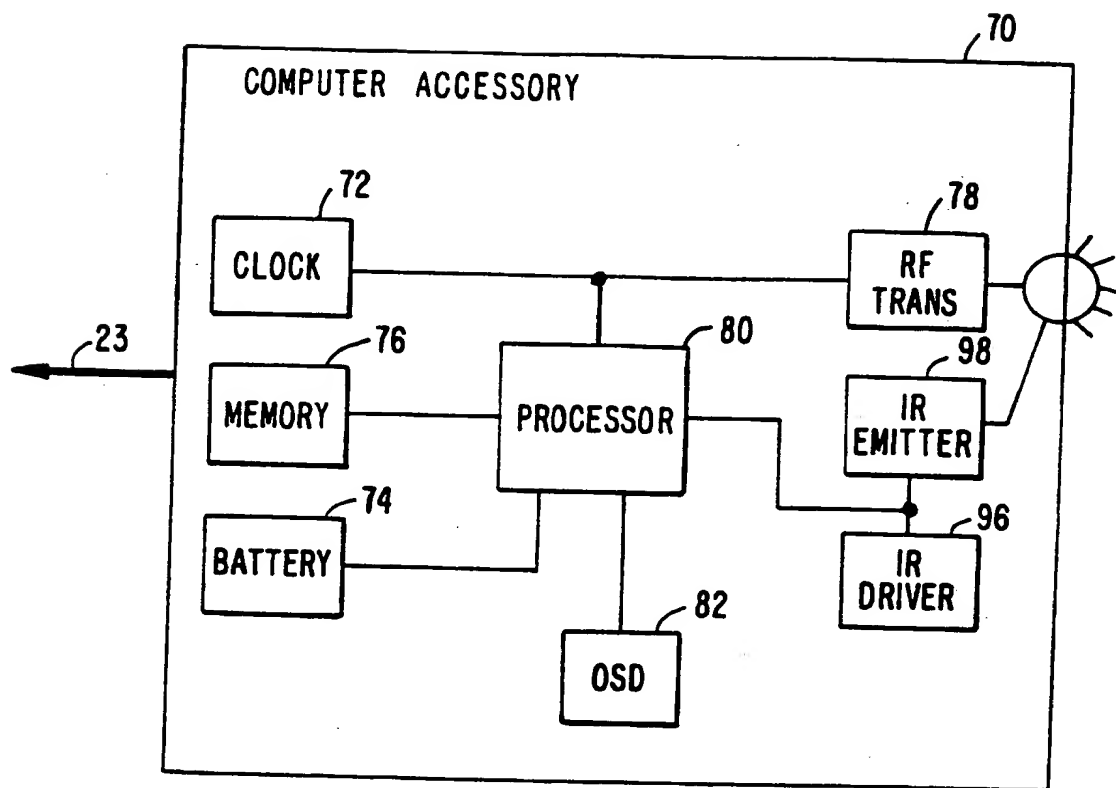 70
COMPUTER ACCESSORY
72
CLOCK
78
RF
TRANS
23
76
MEMORY
80
PROCESSOR
98
IR
EMITTER
74
BATTERY
96
IR
DRIVER
82
OSD